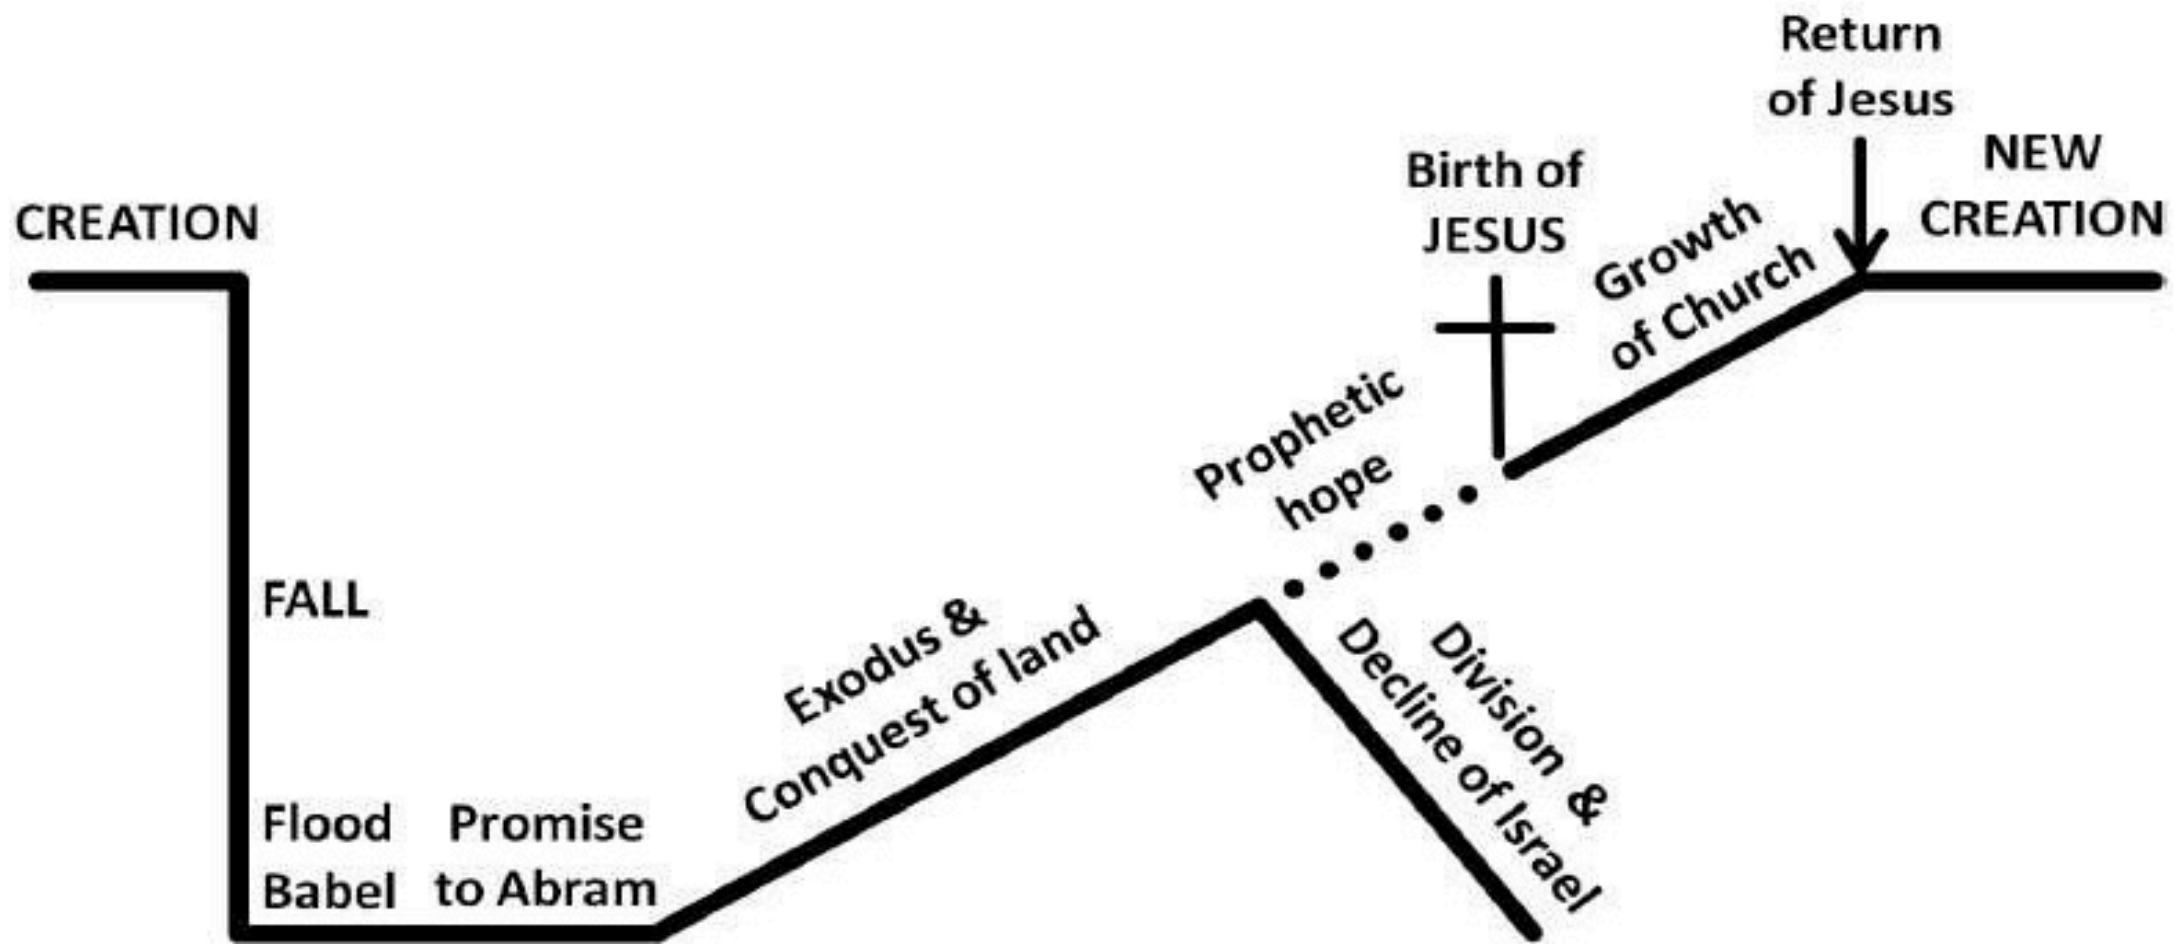 CREATION
FALL
Flood
Babel
Promise
to Abram
Exodus &
Conquest of land
Prophetic
hope
Division &
Decline of Israel
Birth of
JESUS
Growth
of Church
Return
of Jesus
NEW
CREATION